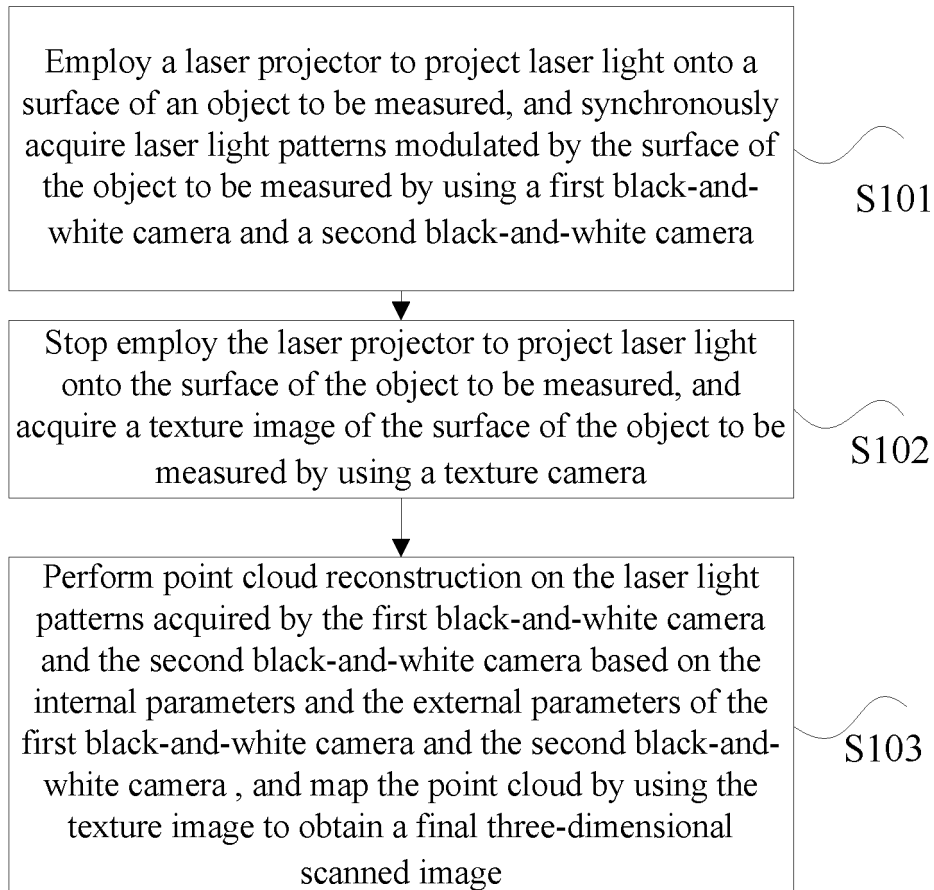 Employ a laser projector to project laser light onto a
surface of an object to be measured, and synchronously
acquire laser light patterns modulated by the surface of
the object to be measured by using a first black-and-
white camera and a second black-and-white camera
S101
Stop employ the laser projector to project laser light
onto the surface of the object to be measured, and
acquire a texture image of the surface of the object to be
measured by using a texture camera
S102
Perform point cloud reconstruction on the laser light
patterns acquired by the first black-and-white camera
and the second black-and-white camera based on the
internal parameters and the external parameters of the
first black-and-white camera and the second black-and-
white camera , and map the point cloud by using the
texture image to obtain a final three-dimensional
scanned image
S103